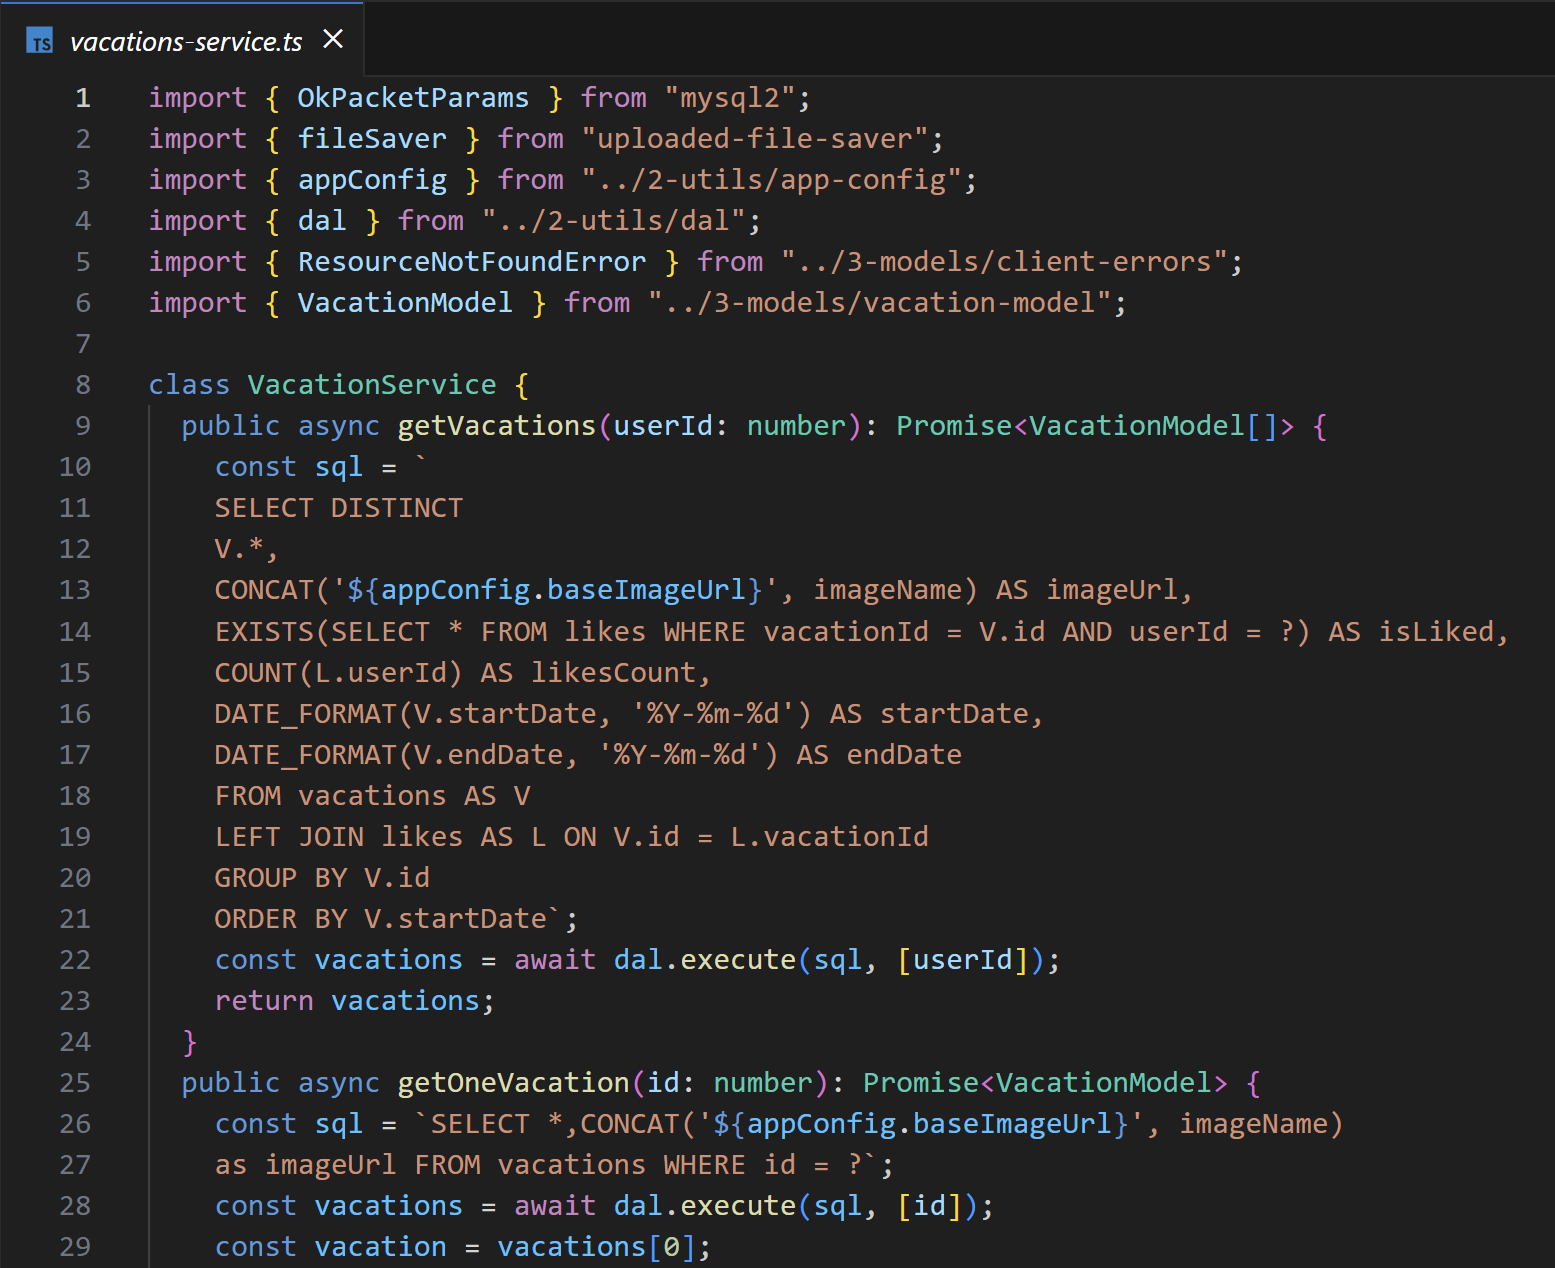 TS vacations-service.ts ×
1 import { OkPacketParams } from "mysql2";
2 import { fileSaver } from "uploaded-file-saver";
3 import { appConfig } from "../2-utils/app-config";
4 import { dal } from "../2-utils/dal";
5 import { ResourceNotFoundError } from "../3-models/client-errors";
6 import { VacationModel } from "../3-models/vacation-model";
7
8 class VacationService {
9   public async getVacations(userId: number): Promise<VacationModel[]> {
10     const sql = `
11     SELECT DISTINCT
12     V.*,
13     CONCAT('${appConfig.baseImageUrl}', imageName) AS imageUrl,
14     EXISTS(SELECT * FROM likes WHERE vacationId = V.id AND userId = ?) AS isLiked,
15     COUNT(L.userId) AS likesCount,
16     DATE_FORMAT(V.startDate, '%Y-%m-%d') AS startDate,
17     DATE_FORMAT(V.endDate, '%Y-%m-%d') AS endDate
18     FROM vacations AS V
19     LEFT JOIN likes AS L ON V.id = L.vacationId
20     GROUP BY V.id
21     ORDER BY V.startDate`;
22     const vacations = await dal.execute(sql, [userId]);
23     return vacations;
24   }
25   public async getOneVacation(id: number): Promise<VacationModel> {
26     const sql = `SELECT *,CONCAT('${appConfig.baseImageUrl}', imageName)
27     as imageUrl FROM vacations WHERE id = ?`;
28     const vacations = await dal.execute(sql, [id]);
29     const vacation = vacations[0];